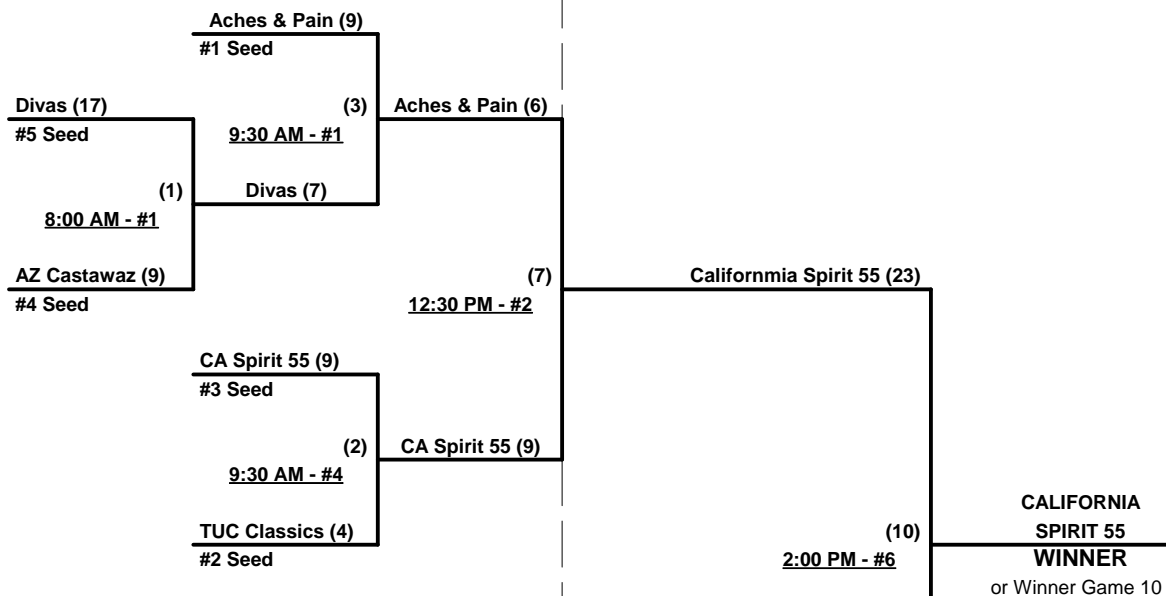 Aches & Pain (9)
#1 Seed
Divas (17)
(3)
Aches & Pain (6)
#5 Seed
9:30 AM - #1
(1)
Divas (7)
8:00 AM - #1
AZ Castawaz (9)
(7)
Californmia Spirit 55 (23)
#4 Seed
12:30 PM - #2
CA Spirit 55 (9)
#3 Seed
(2)
CA Spirit 55 (9)
9:30 AM - #4
CALIFORNIA
TUC Classics (4)
(10)
SPIRIT 55
#2 Seed
2:00 PM - #6
WINNER
or Winner Game 10